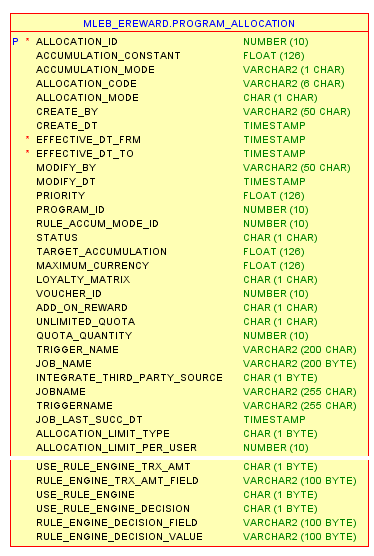 MLEB_EREWARD.PROGRAM_ALLOCATION
P * ALLOCATION_ID NUMBER (10)
ACCUMULATION_CONSTANT FLOAT (126)
ACCUMULATION_MODE VARCHAR2 (1 CHAR)
ALLOCATION_CODE VARCHAR2 (6 CHAR)
ALLOCATION_MODE CHAR (1 CHAR)
CREATE_BY VARCHAR2 (50 CHAR)
CREATE_DT TIMESTAMP
* EFFECTIVE_DT_FRM TIMESTAMP
* EFFECTIVE_DT_TO TIMESTAMP
MODIFY_BY VARCHAR2 (50 CHAR)
MODIFY_DT TIMESTAMP
PRIORITY FLOAT (126)
PROGRAM_ID NUMBER (10)
RULE_ACCUM_MODE_ID NUMBER (10)
STATUS CHAR (1 CHAR)
TARGET_ACCUMULATION FLOAT (126)
MAXIMUM_CURRENCY FLOAT (126)
LOYALTY_MATRIX CHAR (1 CHAR)
VOUCHER_ID NUMBER (10)
ADD_ON_REWARD CHAR (1 CHAR)
UNLIMITED_QUOTA CHAR (1 CHAR)
QUOTA_QUANTITY NUMBER (10)
TRIGGER_NAME VARCHAR2 (200 CHAR)
JOB_NAME VARCHAR2 (200 BYTE)
INTEGRATE_THIRD_PARTY_SOURCE CHAR (1 BYTE)
JOBNAME VARCHAR2 (255 CHAR)
TRIGGERNAME VARCHAR2 (255 CHAR)
JOB_LAST_SUCC_DT TIMESTAMP
ALLOCATION_LIMIT_TYPE CHAR (1 BYTE)
ALLOCATION_LIMIT_PER_USER NUMBER (10)
USE_RULE_ENGINE_TRX_AMT CHAR (1 BYTE)
RULE_ENGINE_TRX_AMT_FIELD VARCHAR2 (100 BYTE)
USE_RULE_ENGINE CHAR (1 BYTE)
USE_RULE_ENGINE_DECISION CHAR (1 BYTE)
RULE_ENGINE_DECISION_FIELD VARCHAR2 (100 BYTE)
RULE_ENGINE_DECISION_VALUE VARCHAR2 (100 BYTE)